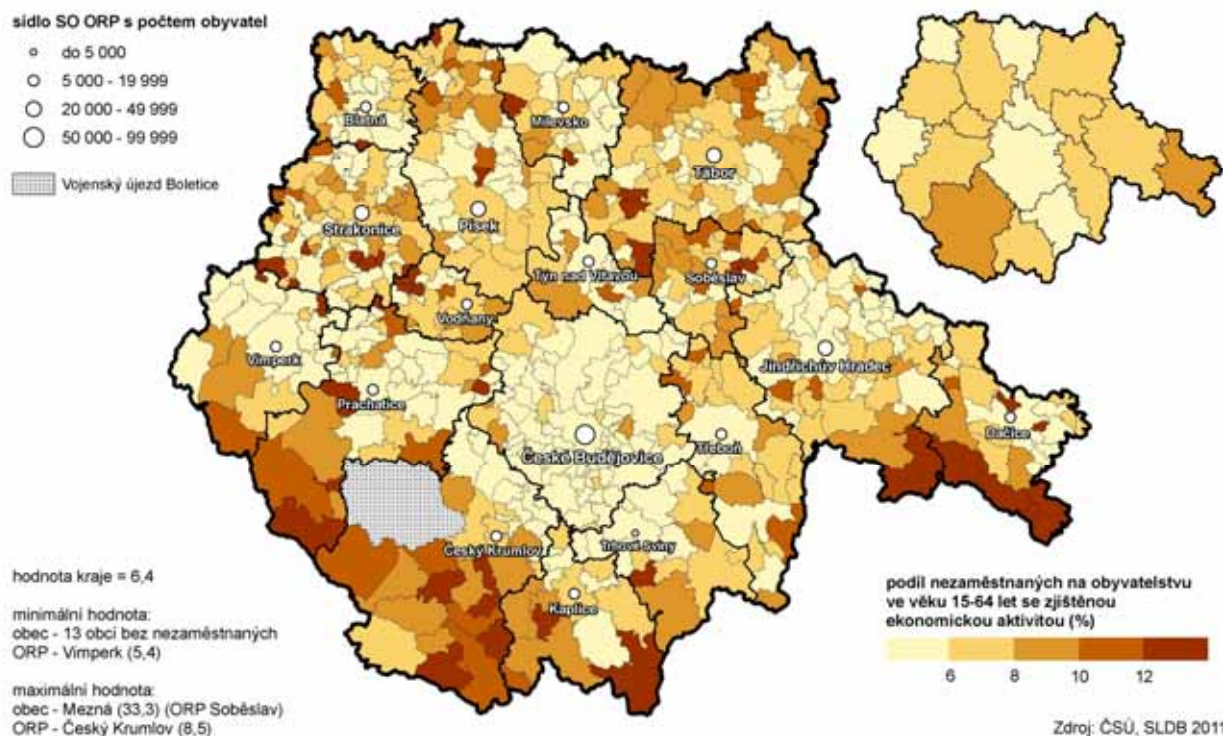 sídlo SO ORP s počtem obyvatel
do 5 000
5 000 - 19 999
20 000 - 49 999
50 000 - 99 999
Vojenský újezd Boletice
Blatná
Milevsko
Tábor
Strakonice
Písek
Týn nad Vltavou
Soběslav
Vodňany
Vimperk
Jindřichův Hradec
Prachatice
Dačice
České Budějovice
Třeboň
Český Krumlov
Trhové Sviny
Kaplice
hodnota kraje = 6,4
minimální hodnota:
obec - 13 obcí bez nezaměstnaných
ORP - Vimperk (5,4)
maximální hodnota:
obec - Mezná (33,3) (ORP Soběslav)
ORP - Český Krumlov (8,5)
podíl nezaměstnaných na obyvatelstvu
ve věku 15-64 let se zjištěnou
ekonomickou aktivitou (%)
6 8 10 12
Zdroj: ČSÚ, SLDB 2011